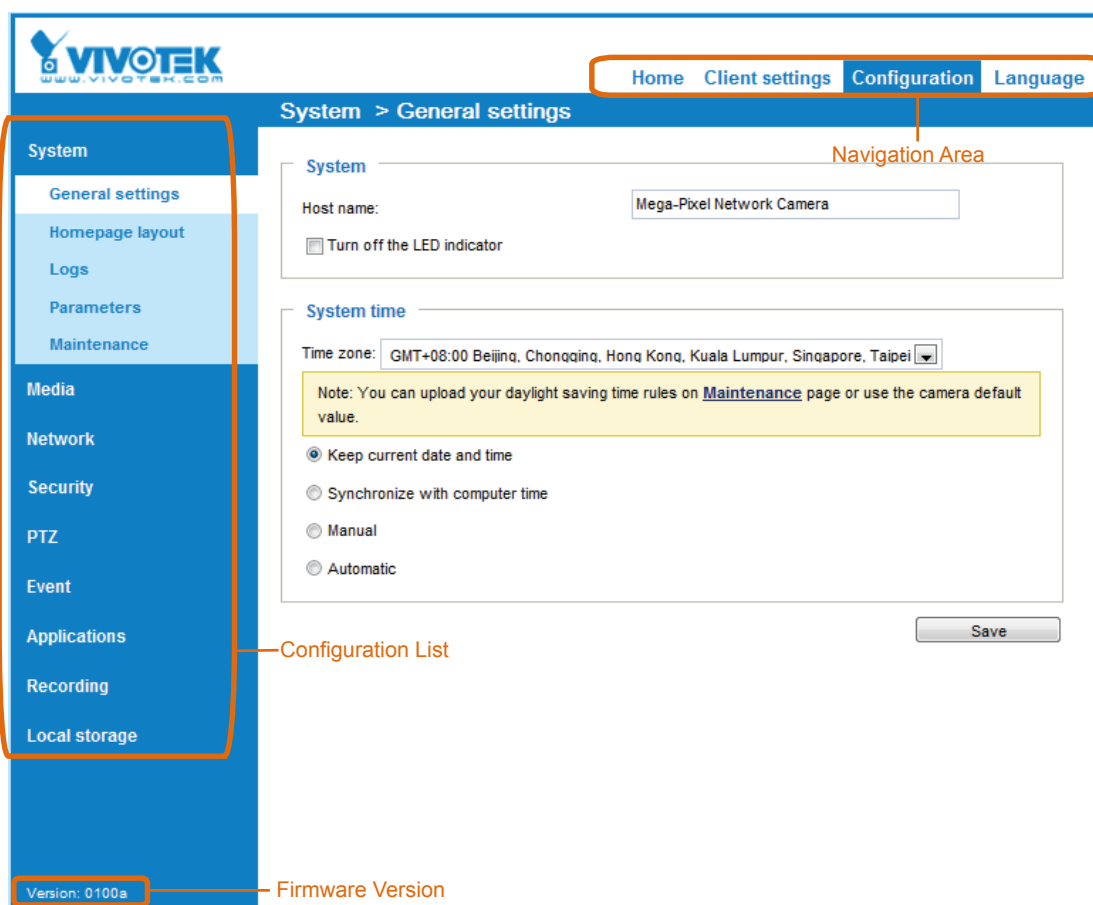 VIVOTEK
www.vivotek.com
Home Client settings Configuration Language
System > General settings
Navigation Area
System
General settings
Homepage layout
Logs
Parameters
Maintenance
Media
Network
Security
PTZ
Event
Applications
Recording
Local storage
Version: 0100a
System
Host name: Mega-Pixel Network Camera
Turn off the LED indicator
System time
Time zone: GMT+08:00 Beijing, Chongqing, Hong Kong, Kuala Lumpur, Singapore, Taipei
Note: You can upload your daylight saving time rules on Maintenance page or use the camera default
value.
Keep current date and time
Synchronize with computer time
Manual
Automatic
Save
Configuration List
Firmware Version